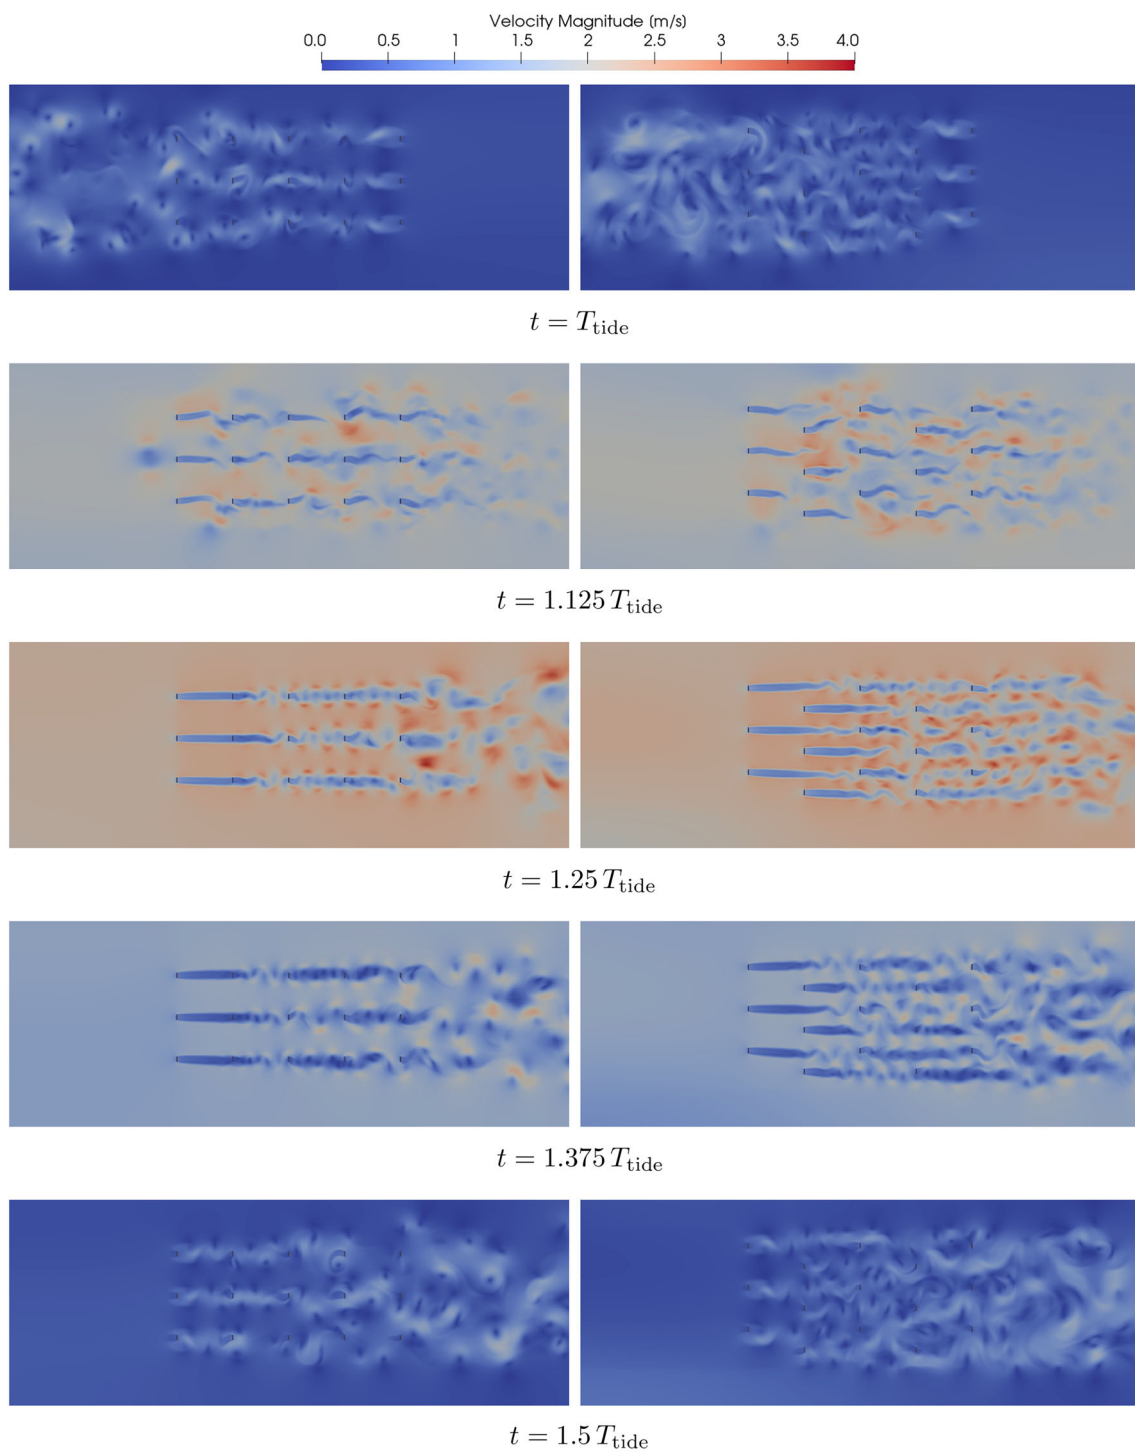 Velocity Magnitude (m/s)
0.0 0.5 1 1.5 2 2.5 3 3.5 4.0
t = T_tide
t = 1.125 T_tide
t = 1.25 T_tide
t = 1.375 T_tide
t = 1.5 T_tide